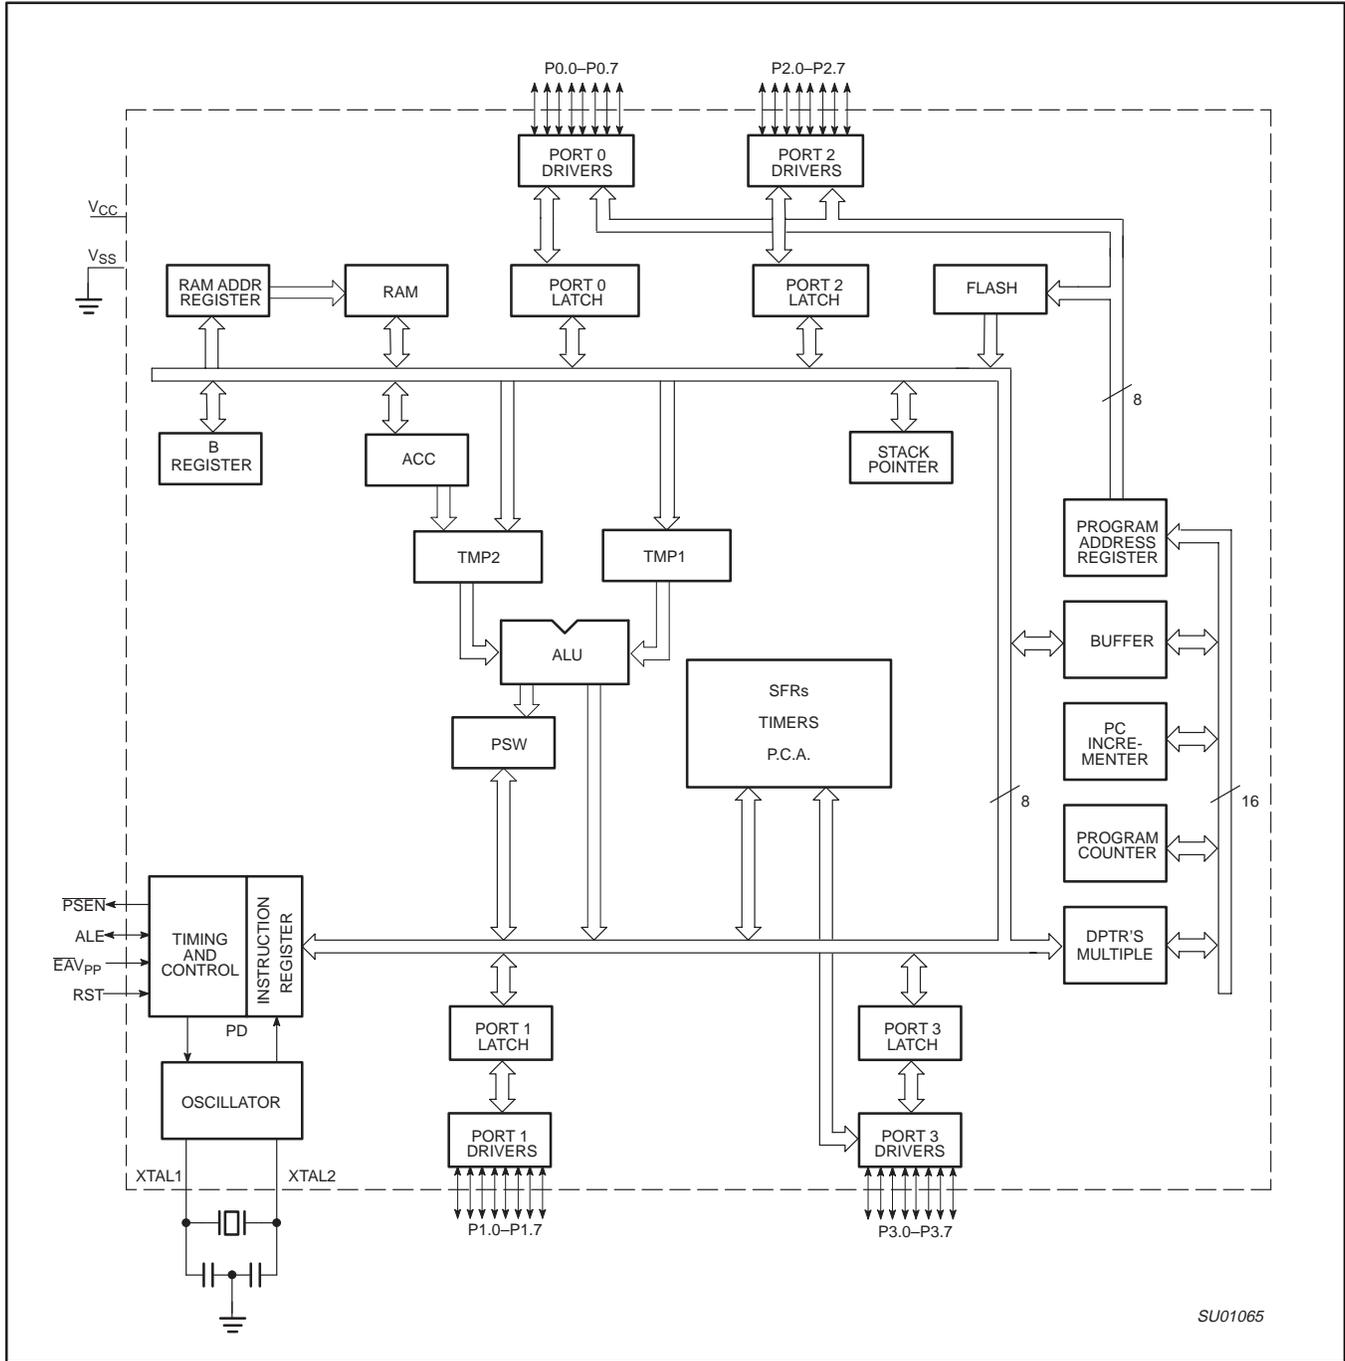 P0.0–P0.7
P2.0–P2.7
PORT 0
DRIVERS
PORT 2
DRIVERS
VCC
VSS
RAM ADDR
REGISTER
RAM
PORT 0
LATCH
PORT 2
LATCH
FLASH
8
B
REGISTER
ACC
STACK
POINTER
TMP2
TMP1
PROGRAM
ADDRESS
REGISTER
ALU
BUFFER
SFRs
TIMERS
P.C.A.
PSW
PC
INCRE-
MENTER
8
16
PROGRAM
COUNTER
PSEN
ALE
EAVPP
RST
TIMING
AND
CONTROL
INSTRUCTION
REGISTER
DPTR'S
MULTIPLE
PD
PORT 1
LATCH
PORT 3
LATCH
OSCILLATOR
PORT 1
DRIVERS
PORT 3
DRIVERS
XTAL1
XTAL2
P1.0–P1.7
P3.0–P3.7
SU01065